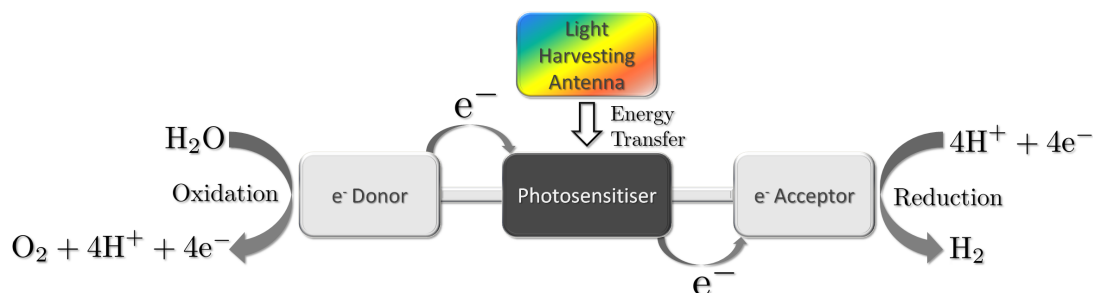 Light
Harvesting
Antenna
e⁻
Energy
Transfer
H₂O
4H⁺ + 4e⁻
Oxidation
e⁻ Donor
Photosensitiser
e⁻ Acceptor
Reduction
O₂ + 4H⁺ + 4e⁻
H₂
e⁻